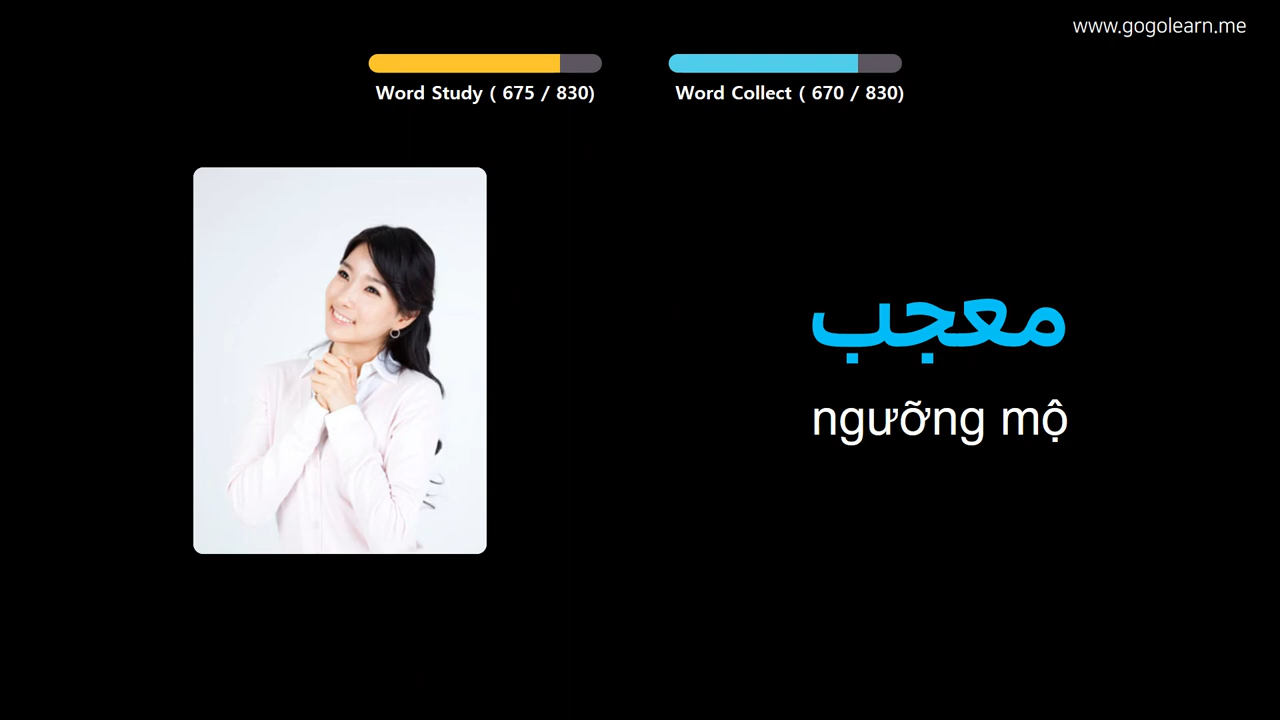 www.gogolearn.me
Word Study ( 675 / 830)
Word Collect ( 670 / 830)
معجب
ngưỡng mộ